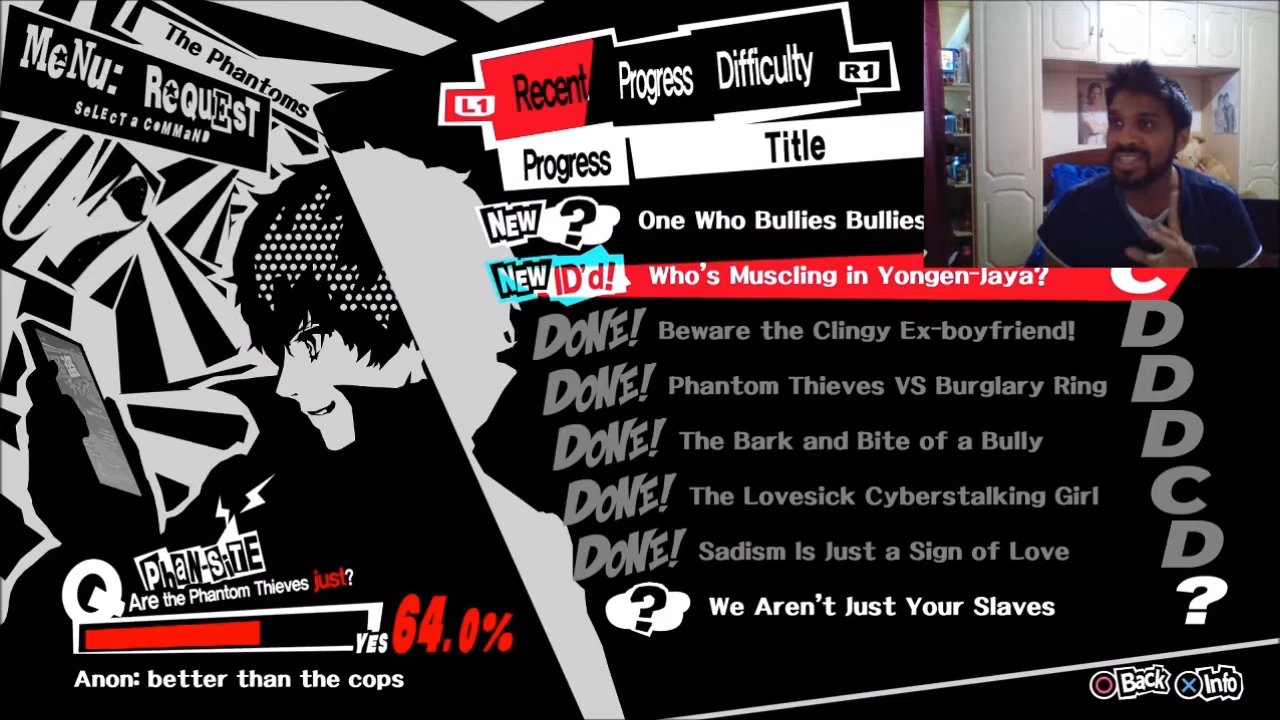 The Phantoms
MeNu: ReQuEST
SeLEcT a CoMMaND
L1 Recent Progress Difficulty R1
Progress Title
NEW ? One Who Bullies Bullies
NEW ID'd! Who's Muscling in Yongen-Jaya? C
DONE! Beware the Clingy Ex-boyfriend! D
DONE! Phantom Thieves VS Burglary Ring D
DONE! The Bark and Bite of a Bully D
DONE! The Lovesick Cyberstalking Girl C
DONE! Sadism Is Just a Sign of Love D
? We Aren't Just Your Slaves ?
PhaN-SiTE
Q Are the Phantom Thieves just?
YES 64.0%
Anon: better than the cops
Back Info